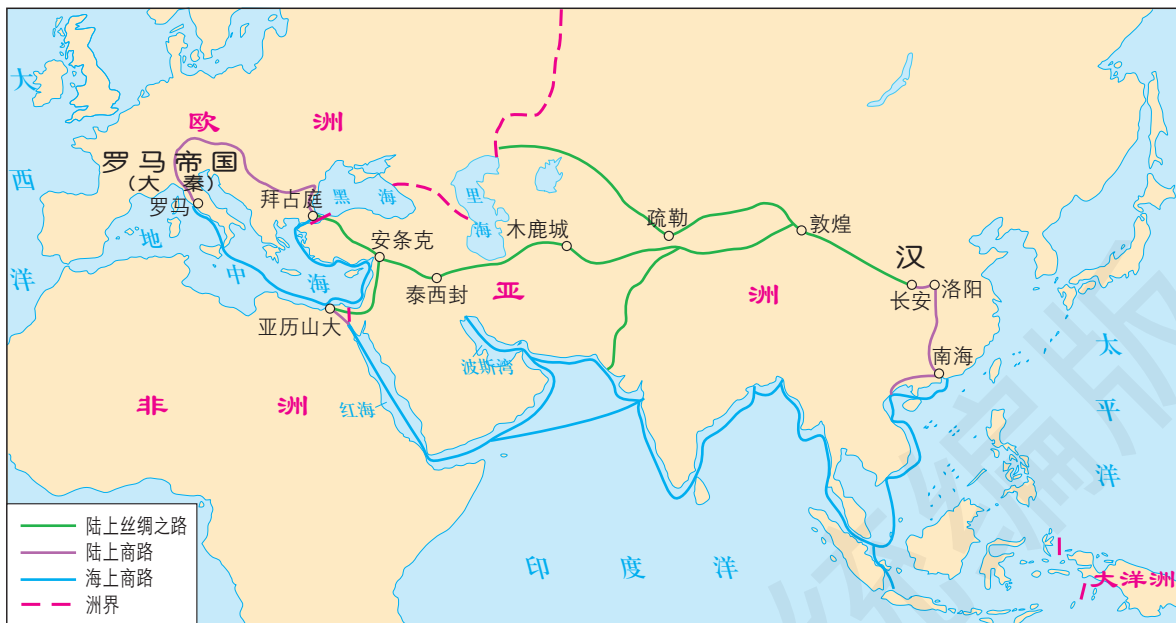 大西洋
欧洲
罗马帝国
(大秦)
罗马
拜占庭
黑海
里海
地中海
安条克
泰西封
木鹿城
疏勒
敦煌
汉
长安
洛阳
南海
亚洲
亚历山大
波斯湾
红海
非洲
太平洋
印度洋
大洋洲
陆上丝绸之路
陆上商路
海上商路
洲界
统编版